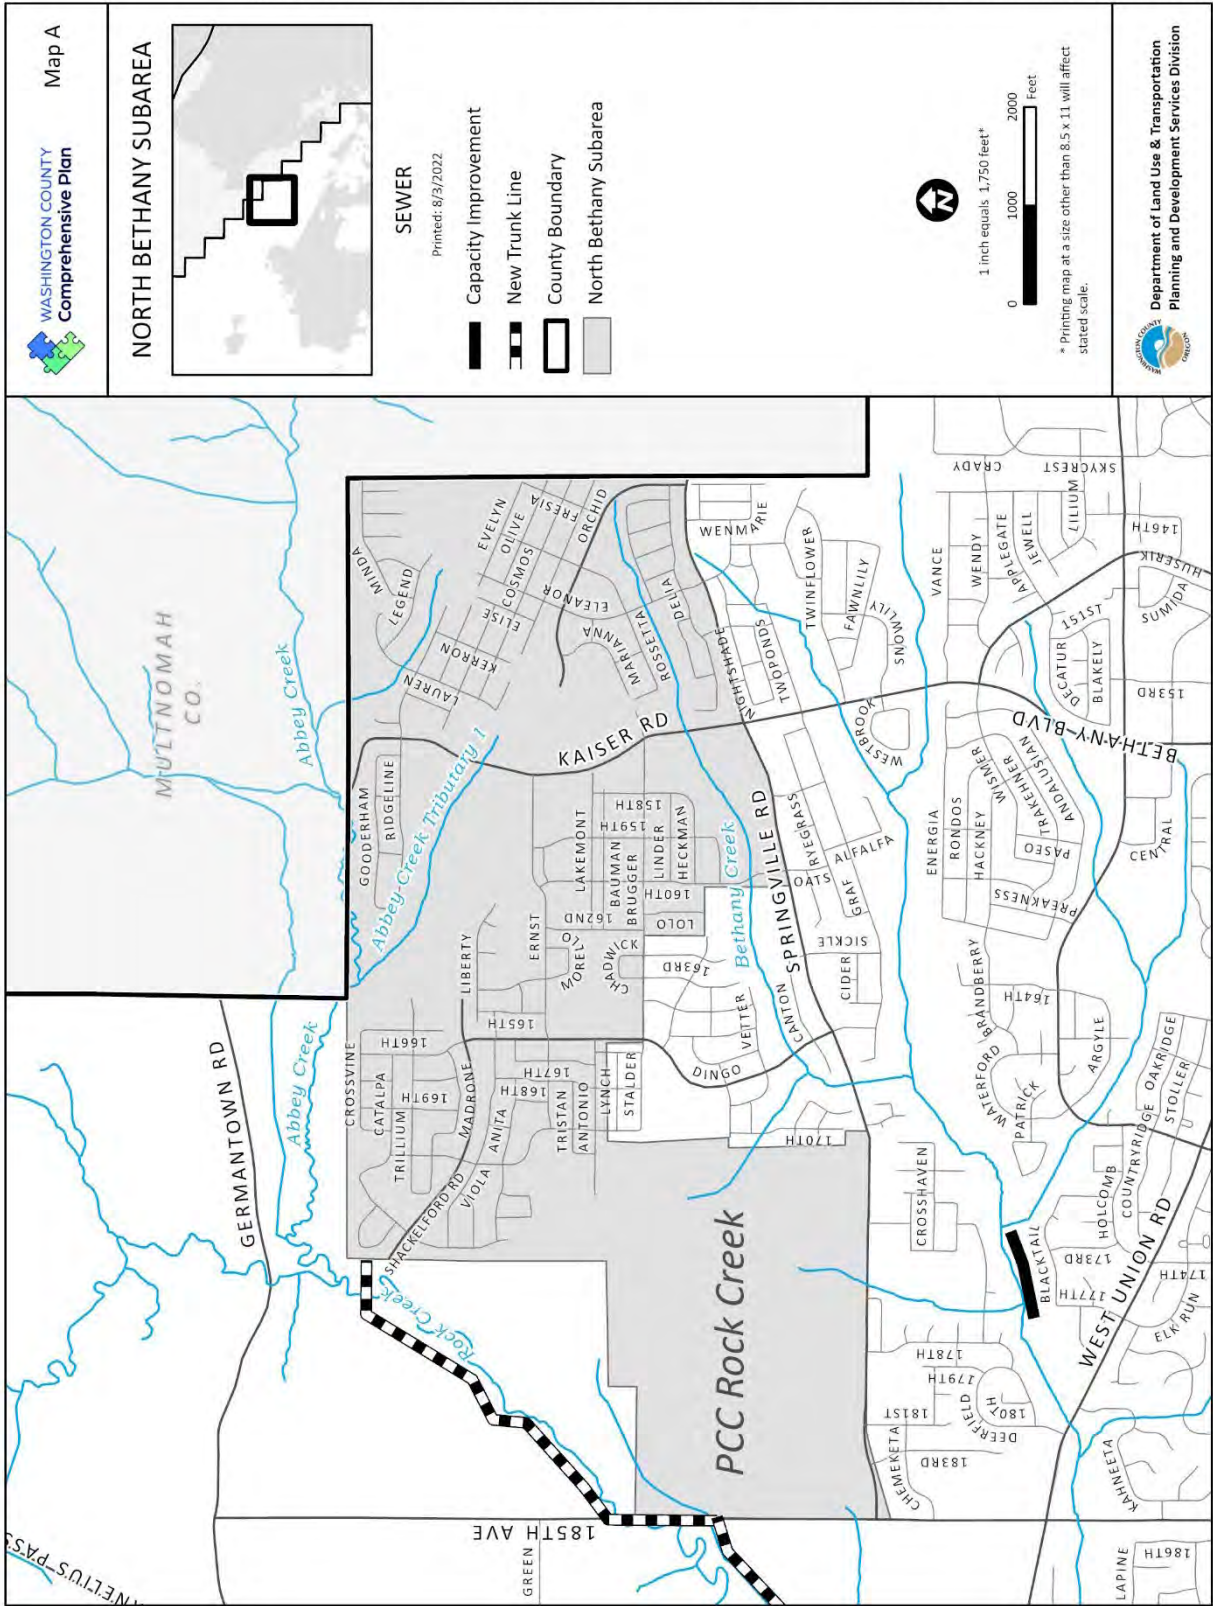 WASHINGTON COUNTY
Comprehensive Plan
Map A
NORTH BETHANY SUBAREA
SEWER
Printed: 8/3/2022
Capacity Improvement
New Trunk Line
County Boundary
North Bethany Subarea
N
1 inch equals 1,750 feet*
0
1000
2000
Feet
* Printing map at a size other than 8.5 x 11 will affect
stated scale.
WASHINGTON COUNTY
OREGON
Department of Land Use & Transportation
Planning and Development Services Division
MULTNOMAH
CO.
Abbey Creek
Abbey Creek
Abbey Creek Tributary 1
Rock Creek
Bethany Creek
GERMANTOWN RD
185TH AVE
GREEN
PCC Rock Creek
KAISER RD
SPRINGVILLE RD
BETHANY BLVD
WEST UNION RD
SHACKELFORD RD
MINDA
LEGEND
EVELYN
OLIVE
FRESIA
COSMOS
ORCHID
ELISE
ELEANOR
KERRON
LAUREN
MARIANNA
ROSSETTA
DELIA
GOODERHAM
RIDGELINE
LIBERTY
ERNST
LAKEMONT
158TH
159TH
BAUMAN
BRUGGER
LINDER
HECKMAN
160TH
162ND
LOLO
MORELLO
CHADWICK
163RD
165TH
CROSSVINE
CATALPA
TRILLIUM
166TH
169TH
MADRONE
167TH
168TH
ANITA
VIOLA
TRISTAN
ANTONIO
LYNCH
STALDER
DINGO
VETTER
CANTON
170TH
WENMARIE
NIGHTSHADE
TWOPONDS
TWINFLOWER
FAWNLILY
SNOWLILY
WESTBROOK
RYEGRASS
ALFALFA
OATS
GRAF
SICKLE
CIDER
VANCE
WENDY
APPLEGATE
JEWELL
LILIUM
CRADY
SKYCREST
146TH
HUSERIK
SUMIDA
151ST
DECATUR
BLAKELY
153RD
ENERGIA
RONDOS
HACKNEY
WISMER
TRAKEHNER
ANDALUSIAN
PASEO
PREAKNESS
CENTRAL
BRANDBERRY
164TH
WATERFORD
PATRICK
ARGYLE
OAKRIDGE
STOLLER
COUNTRYRIDGE
HOLCOMB
173RD
BLACKTAIL
177TH
174TH
ELK RUN
CROSSHAVEN
178TH
179TH
180TH
DEERFIELD
181ST
183RD
CHEMEKETA
KAHNEETA
LAPINE
186TH